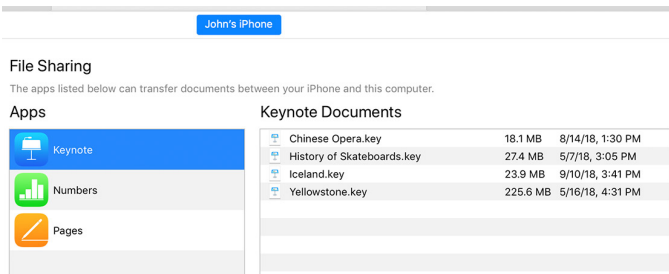 John's iPhone
File Sharing
The apps listed below can transfer documents between your iPhone and this computer.
Apps
Keynote Documents
Keynote
Numbers
Pages
Chinese Opera.key 18.1 MB 8/14/18, 1:30 PM
History of Skateboards.key 27.4 MB 5/7/18, 3:05 PM
Iceland.key 23.9 MB 9/10/18, 3:41 PM
Yellowstone.key 225.6 MB 5/16/18, 4:31 PM